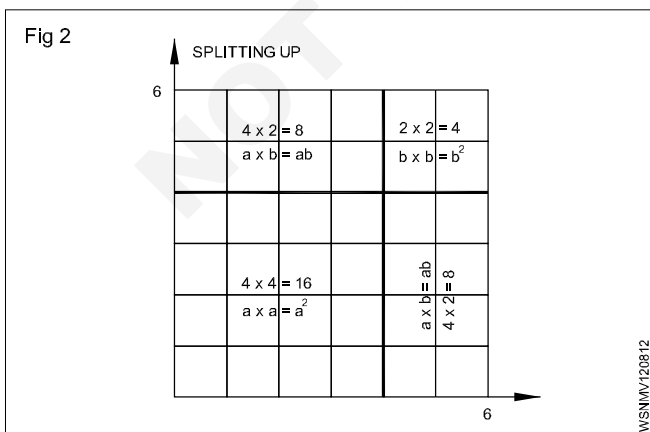 Fig 2
SPLITTING UP
6
4 x 2 = 8
a x b = ab
2 x 2 = 4
b x b = b²
4 x 4 = 16
a x a = a²
a x b = ab
4 x 2 = 8
6
WSNMV120812
NOT